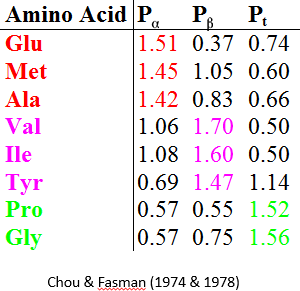 Amino Acid Pα Pβ Pt
Glu 1.51 0.37 0.74
Met 1.45 1.05 0.60
Ala 1.42 0.83 0.66
Val 1.06 1.70 0.50
Ile 1.08 1.60 0.50
Tyr 0.69 1.47 1.14
Pro 0.57 0.55 1.52
Gly 0.57 0.75 1.56
Chou & Fasman (1974 & 1978)